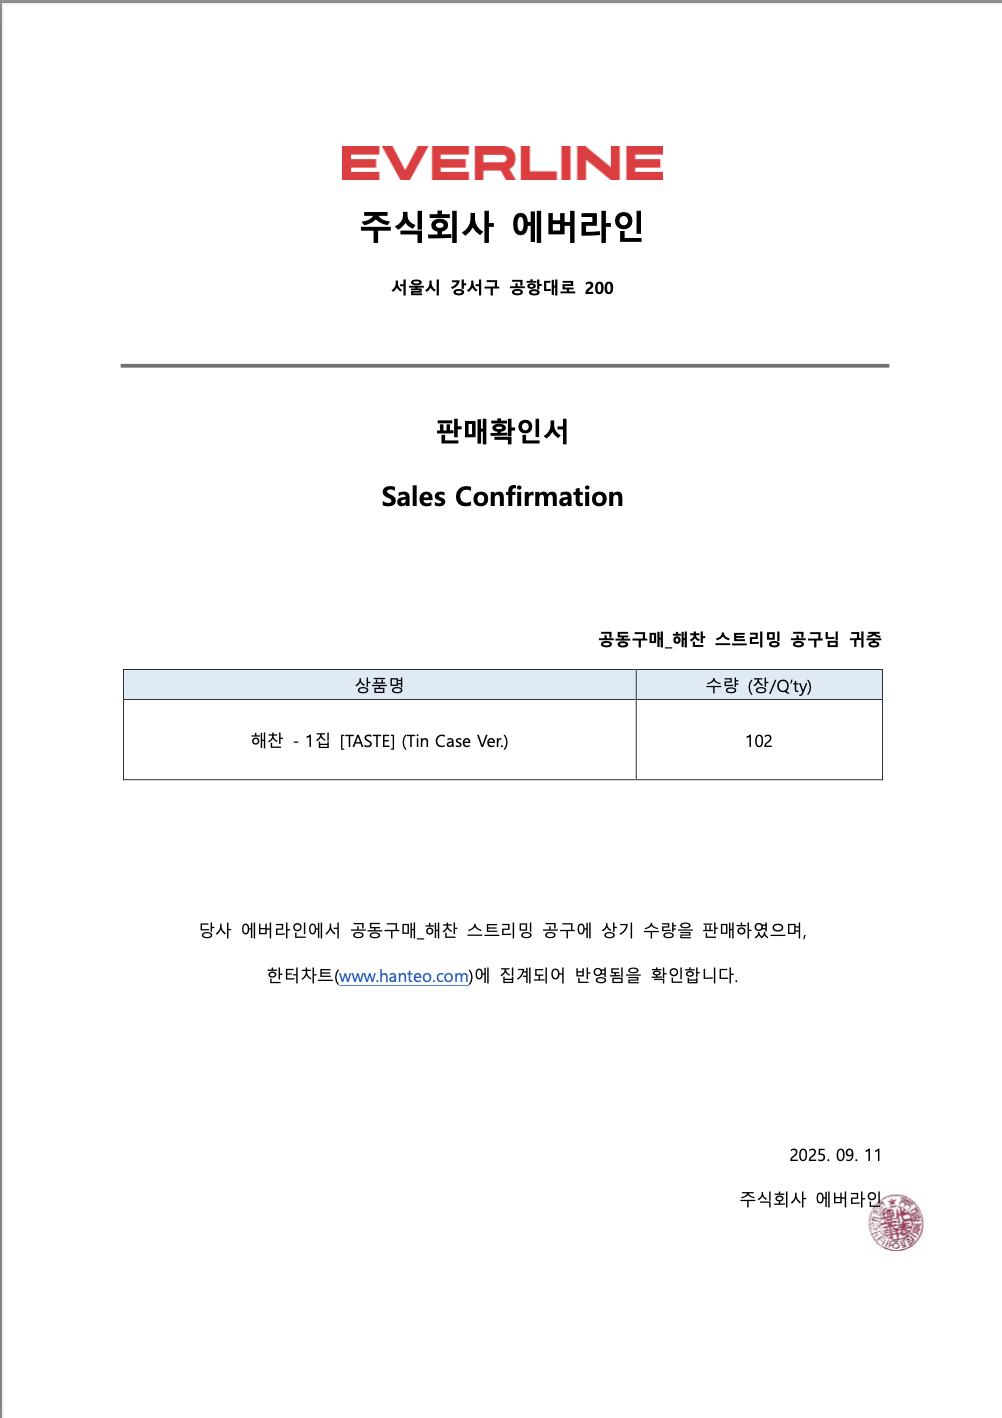 EVERLINE
주식회사 에버라인
서울시 강서구 공항대로 200
판매확인서
Sales Confirmation
공동구매_해찬 스트리밍 공구님 귀중
상품명 수량 (장/Q'ty)
해찬 - 1집 [TASTE] (Tin Case Ver.) 102
당사 에버라인에서 공동구매_해찬 스트리밍 공구에 상기 수량을 판매하였으며,
한터차트(www.hanteo.com)에 집계되어 반영됨을 확인합니다.
2025. 09. 11
주식회사 에버라인